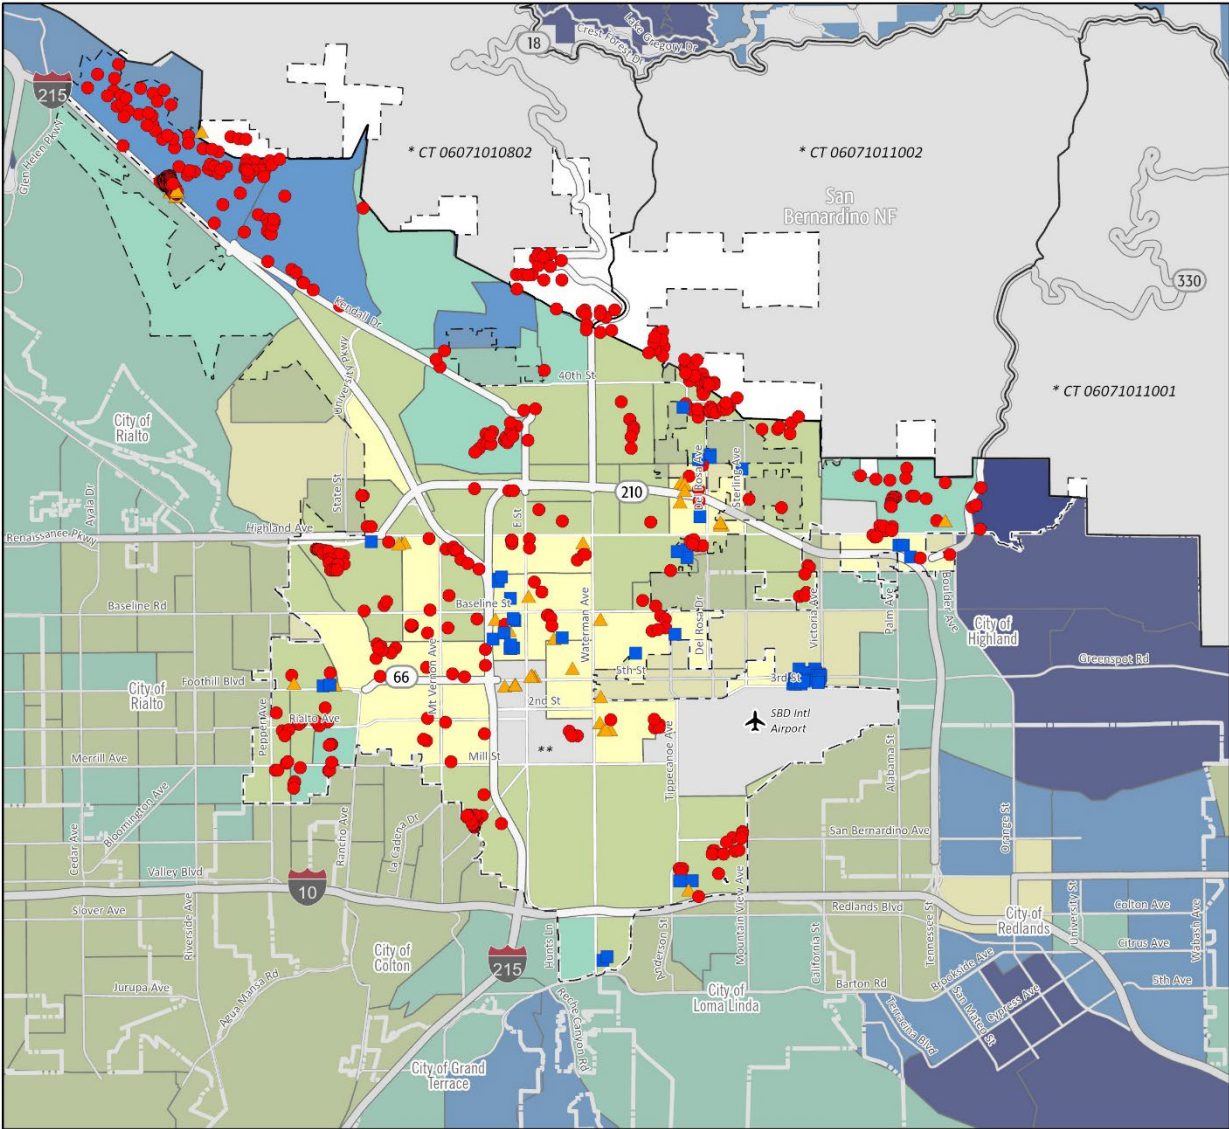 Lake Gregory Dr
Crest Forest Dr
18
215
Glen Helen Pkwy
* CT 06071010802
* CT 06071011002
San
Bernardino NF
330
Kendall Dr
University Pkwy
40th St
* CT 06071011001
City of
Rialto
State St
Ayala Dr
E St
210
Del Rosa Ave
Sterling Ave
Highland Ave
Renaissance Pkwy
Baseline Rd
Baseline St
Waterman Ave
Del Rosa Dr
Victoria Ave
Palm Ave
Boulder Ave
City of
Highland
Greenspot Rd
City of
Rialto
Foothill Blvd
66
Mt Vernon Ave
5th St
3rd St
2nd St
Pepper Ave
Rialto Ave
SBD Intl
Airport
**
Merrill Ave
Mill St
Tippecanoe Ave
Alabama St
Cedar Ave
Bloomington Ave
Rancho Ave
La Cadena Dr
San Bernardino Ave
Orange St
Valley Blvd
10
Slover Ave
Riverside Ave
Mountain View Ave
Redlands Blvd
Tennessee St
City of
Redlands
University St
Colton Ave
Wabash Ave
Citrus Ave
5th Ave
City of
Colton
215
Hunts Ln
Anderson St
California St
Brookside Ave
Jurupa Ave
Agua Mansa Rd
Reche Canyon Rd
City of
Loma Linda
Barton Rd
Terracina Blvd
San Mateo St
Cypress Ave
City of Grand
Terrace